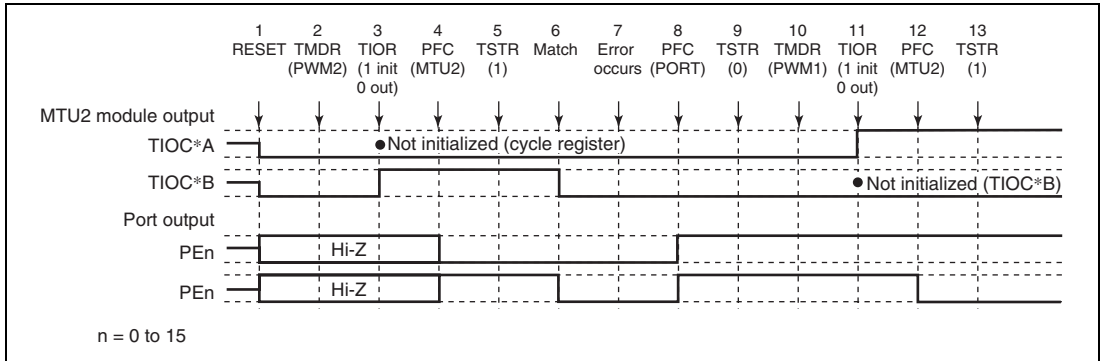 1 2 3 4 5 6 7 8 9 10 11 12 13
RESET TMDR TIOR PFC TSTR Match Error PFC TSTR TMDR TIOR PFC TSTR
(PWM2) (1 init (MTU2) (1) occurs (PORT) (0) (PWM1) (1 init (MTU2) (1)
0 out) 0 out)
MTU2 module output
TIOC*A ●Not initialized (cycle register)
TIOC*B ●Not initialized (TIOC*B)
Port output
PEn Hi-Z
PEn Hi-Z
n = 0 to 15